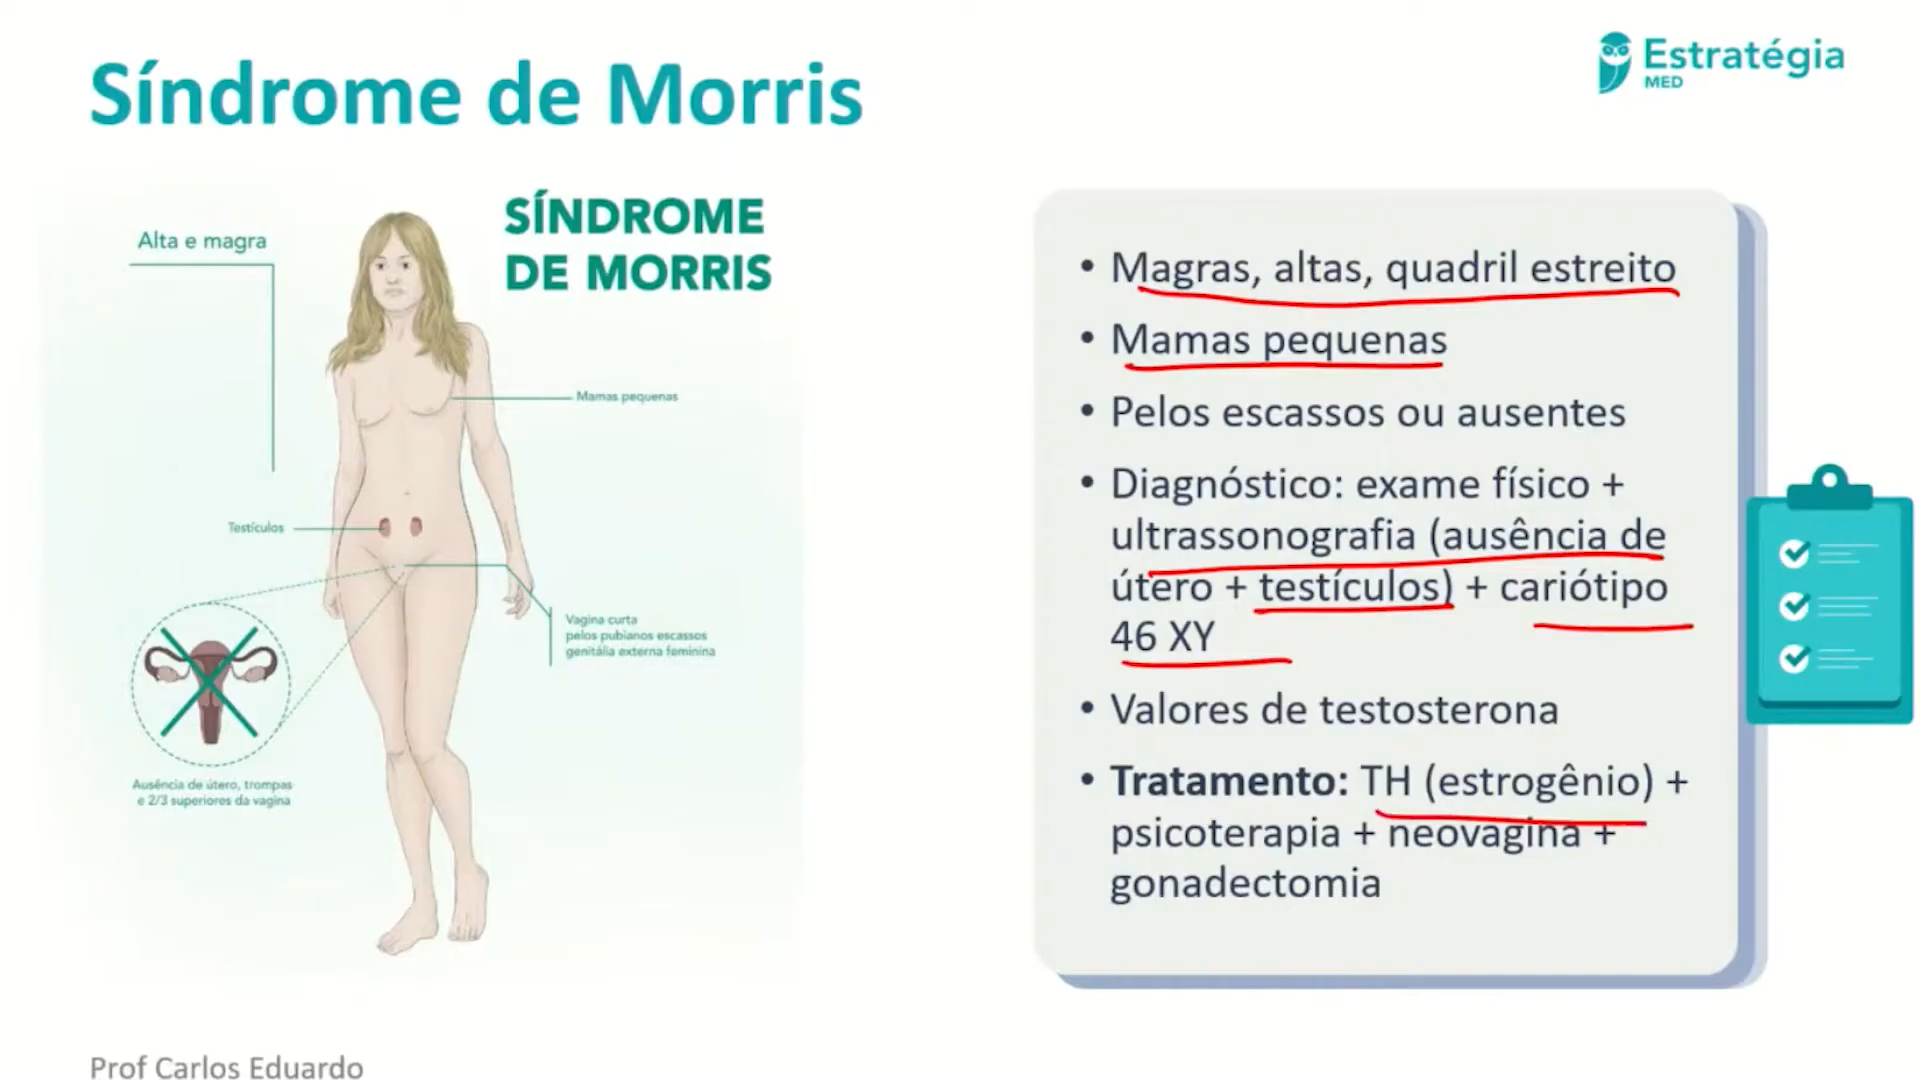 Síndrome de Morris
Estratégia
MED
SÍNDROME
DE MORRIS
Alta e magra
Mamas pequenas
Testículos
Vagina curta
pelos pubianos escassos
genitália externa feminina
Ausência de útero, trompas
e 2/3 superiores da vagina
• Magras, altas, quadril estreito
• Mamas pequenas
• Pelos escassos ou ausentes
• Diagnóstico: exame físico +
ultrassonografia (ausência de
útero + testículos) + cariótipo
46 XY
• Valores de testosterona
• Tratamento: TH (estrogênio) +
psicoterapia + neovagina +
gonadectomia
Prof Carlos Eduardo